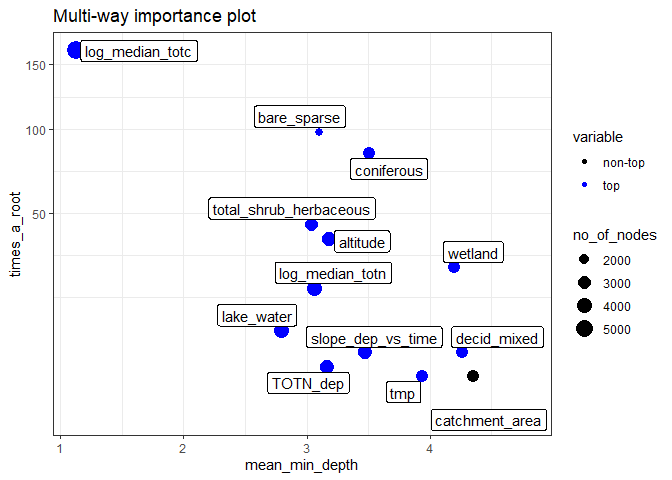 Multi-way importance plot
log_median_totc
150
bare_sparse
100
coniferous
total_shrub_herbaceous
50
altitude
wetland
log_median_totn
lake_water
slope_dep_vs_time
decid_mixed
TOTN_dep
tmp
catchment_area
times_a_root
1
2
3
4
mean_min_depth
variable
non-top
top
no_of_nodes
2000
3000
4000
5000